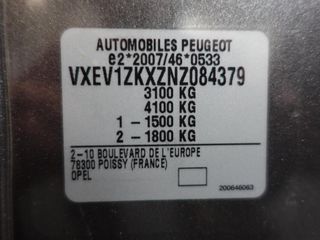 AUTOMOBILES PEUGEOT
e2*2007/46*0533
VXEV1ZKXZNZ084379
3100 KG
4100 KG
1 - 1500 KG
2 - 1800 KG
2-10 BOULEVARD DE L'EUROPE
78300 POISSY (FRANCE)
OPEL
200646063